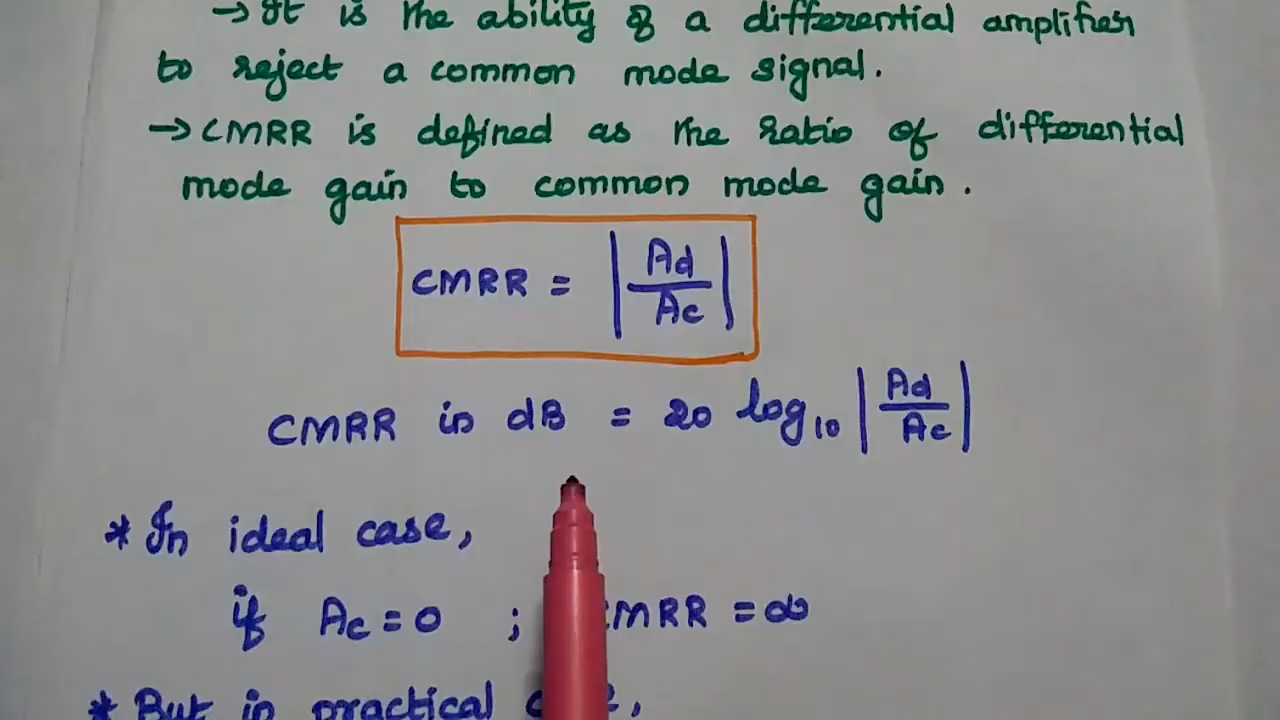 → It is the ability of a differential amplifier
to reject a common mode signal.
→ CMRR is defined as the ratio of differential
mode gain to common mode gain.
CMRR = |Ad/Ac|
CMRR in dB = 20 log₁₀ |Ad/Ac|
* In ideal case,
if Ac = 0 ; CMRR = ∞
* But in practical case,